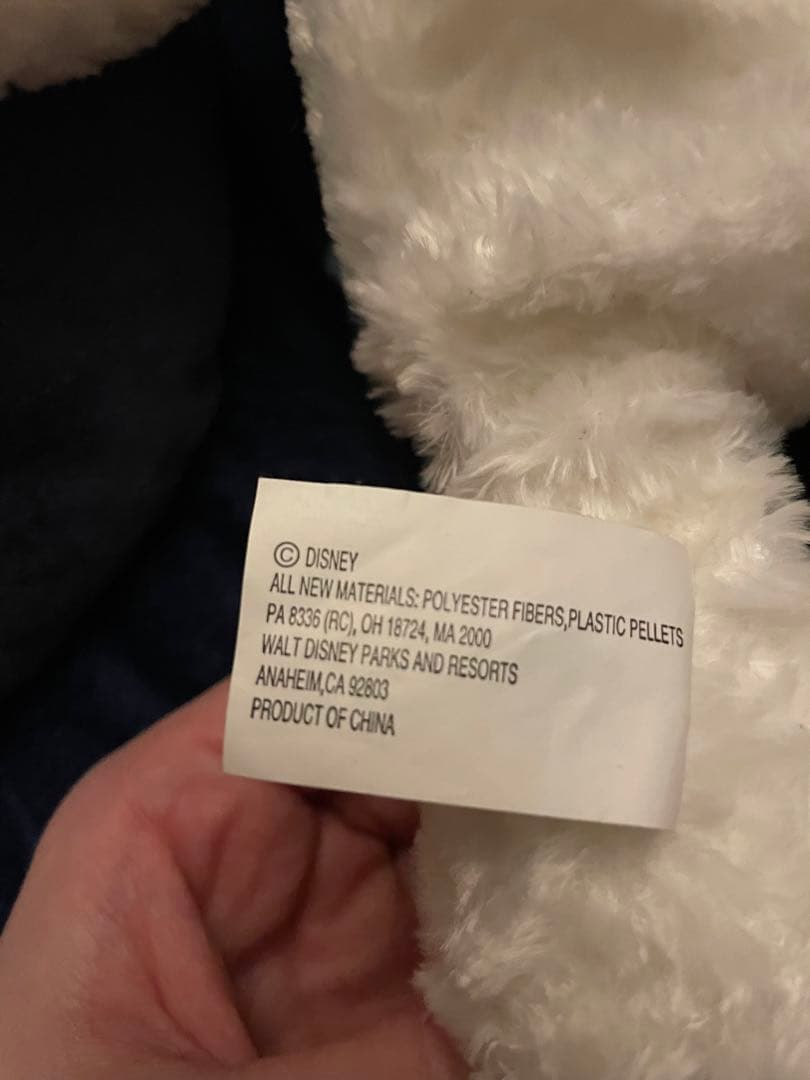 © DISNEY
ALL NEW MATERIALS: POLYESTER FIBERS,PLASTIC PELLETS
PA 8336 (RC), OH 18724, MA 2000
WALT DISNEY PARKS AND RESORTS
ANAHEIM,CA 92803
PRODUCT OF CHINA